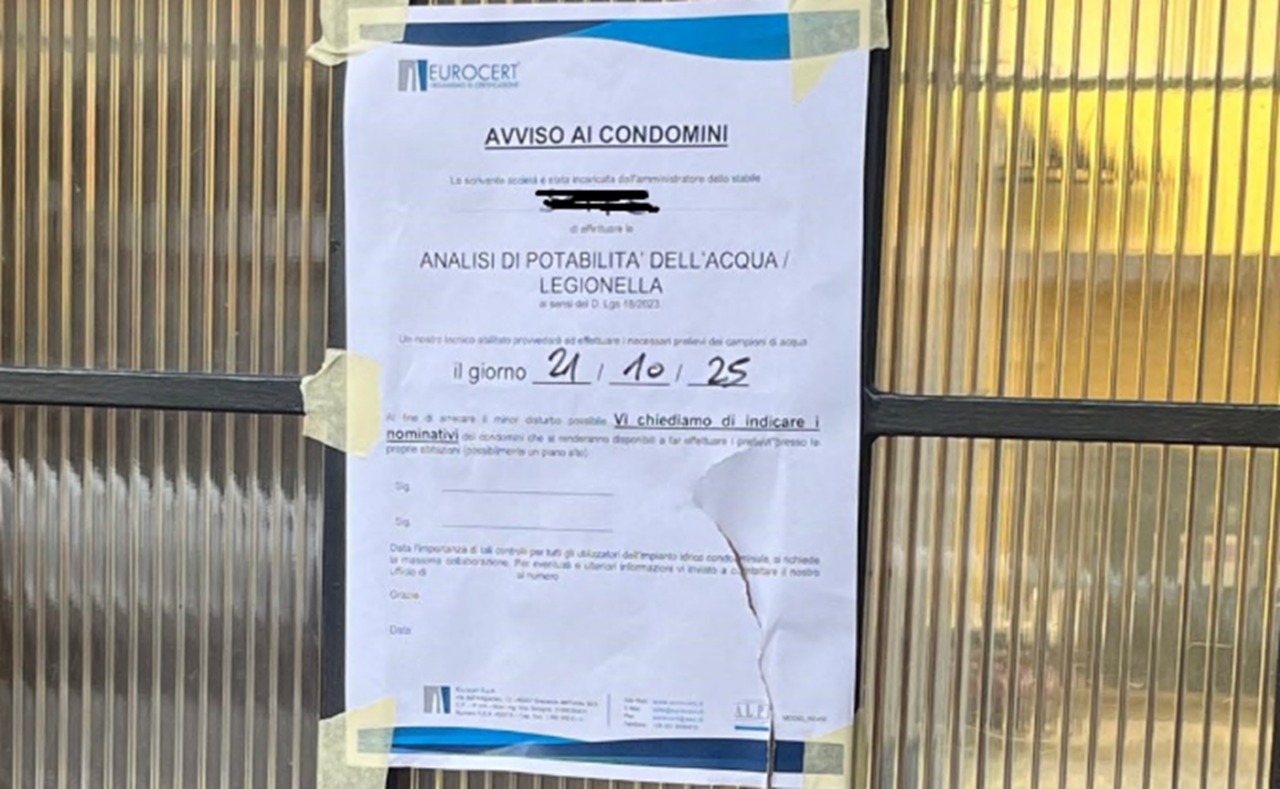 EUROCERT
ORGANISMO DI CERTIFICAZIONE
AVVISO AI CONDOMINI
La scrivente società è stata incaricata dall'amministratore dello stabile
di effettuare le
ANALISI DI POTABILITA' DELL'ACQUA /
LEGIONELLA
ai sensi del D. Lgs 18/2023.
Un nostro tecnico abilitato provvederà ad effettuare i necessari prelievi dei campioni di acqua
il giorno 21 / 10 / 25
Al fine di arrecare il minor disturbo possibile Vi chiediamo di indicare i
nominativi dei condomini che si renderanno disponibili a far effettuare i prelievi presso le
proprie abitazioni (possibilmente un piano alto)
Sig.
Sig.
Data l'importanza di tali controlli per tutti gli utilizzatori dell'impianto idrico condominiale, si richiede
la massima collaborazione. Per eventuali e ulteriori informazioni vi invitato a contattare il nostro
ufficio di al numero
Grazie
Data:
Eurocert S.p.A.